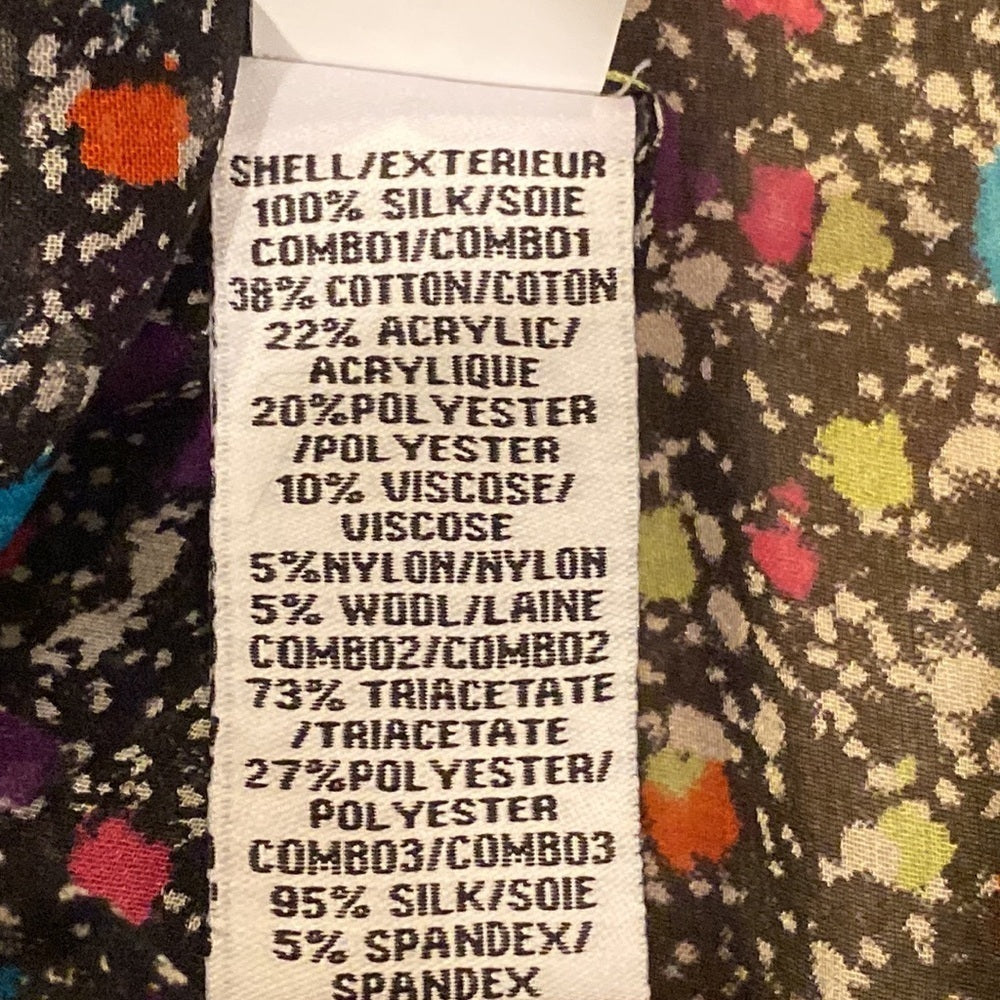 SHELL/EXTERIEUR
100% SILK/SOIE
COMBO1/COMBO1
38% COTTON/COTON
22% ACRYLIC/
ACRYLIQUE
20%POLYESTER
/POLYESTER
10% VISCOSE/
VISCOSE
5%NYLON/NYLON
5% WOOL/LAINE
COMBO2/COMBO2
73% TRIACETATE
/TRIACETATE
27%POLYESTER/
POLYESTER
COMBO3/COMBO3
95% SILK/SOIE
5% SPANDEX/
SPANDEX